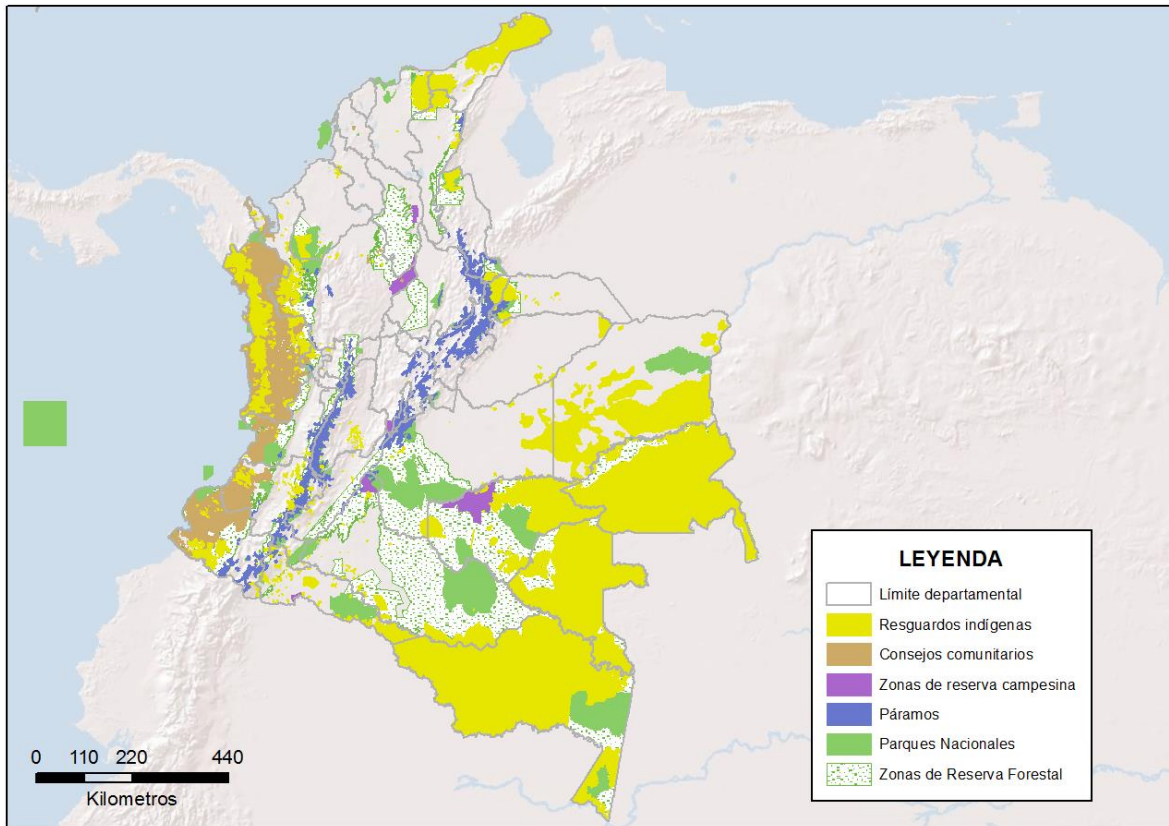 LEYENDA
Límite departamental
Resguardos indígenas
Consejos comunitarios
Zonas de reserva campesina
Páramos
Parques Nacionales
Zonas de Reserva Forestal
0 110 220 440
Kilometros